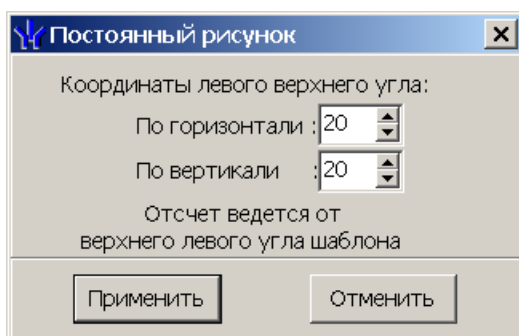 Постоянный рисунок
Координаты левого верхнего угла:
По горизонтали : 20
По вертикали : 20
Отсчет ведется от
верхнего левого угла шаблона
Применить Отменить